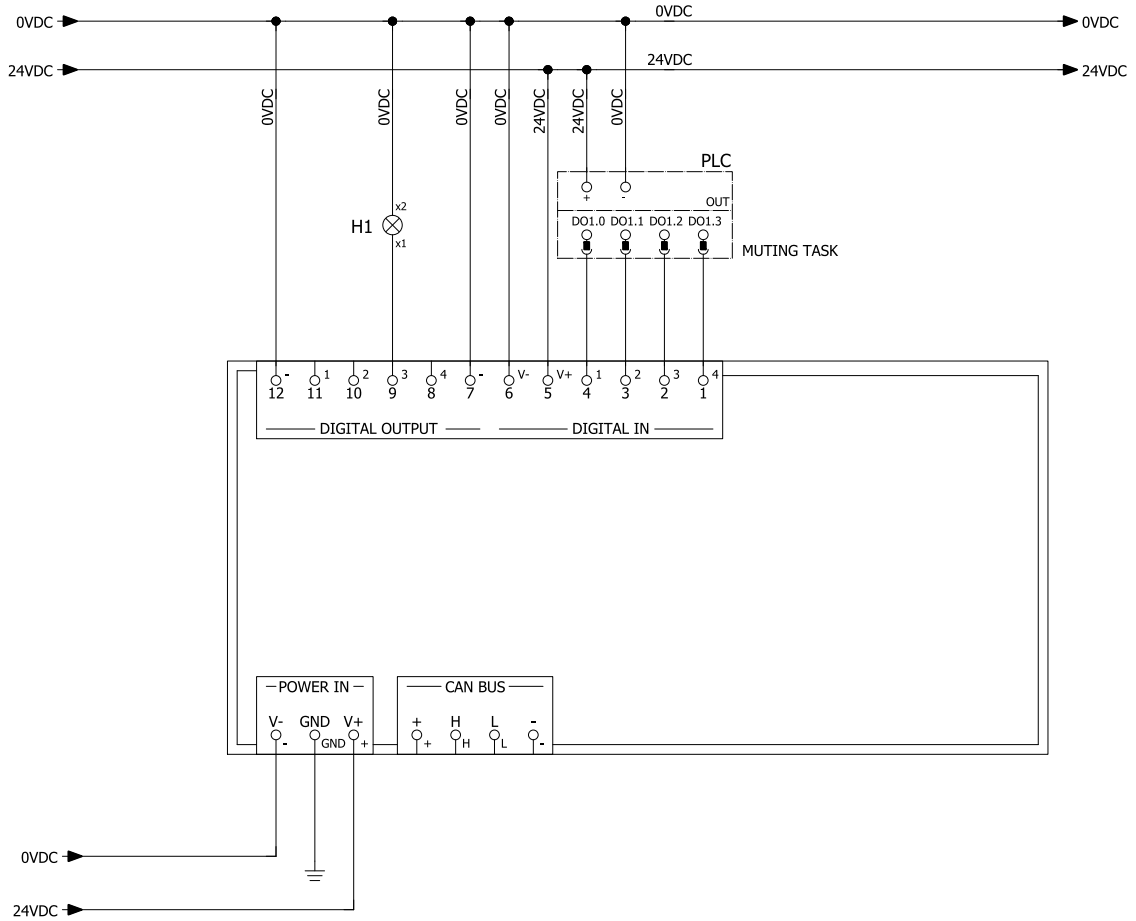 0VDC 0VDC 0VDC
24VDC 24VDC 24VDC
0VDC 0VDC 0VDC 0VDC 24VDC 24VDC 0VDC
PLC
+ -
OUT
x2
H1
x1
DO1.0 DO1.1 DO1.2 DO1.3
MUTING TASK
- 1 2 3 4 - V- V+ 1 2 3 4
12 11 10 9 8 7 6 5 4 3 2 1
DIGITAL OUTPUT DIGITAL IN
POWER IN CAN BUS
V- GND V+ + H L -
- GND + + H L -
0VDC
24VDC